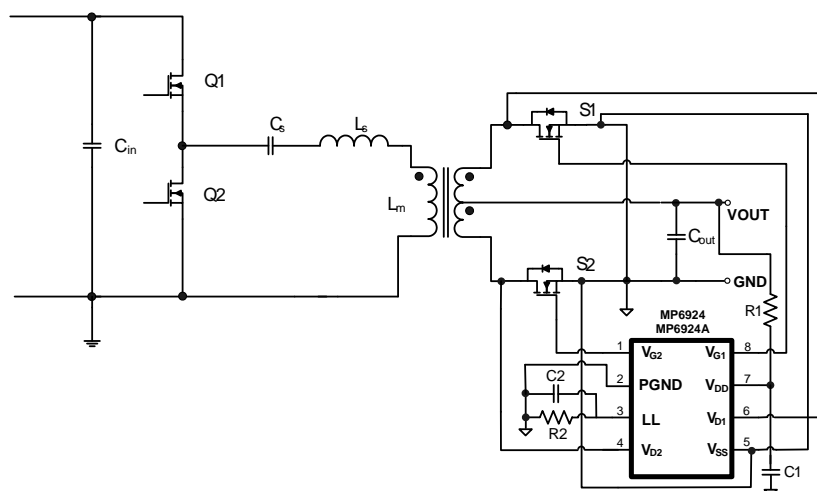 Q1
S1
Cs
Ls
Cin
Q2
Lm
VOUT
Cout
S2
GND
R1
MP6924
MP6924A
1 VG2 VG1 8
2 PGND VDD 7
C2
3 LL VD1 6
R2
4 VD2 VSS 5
C1